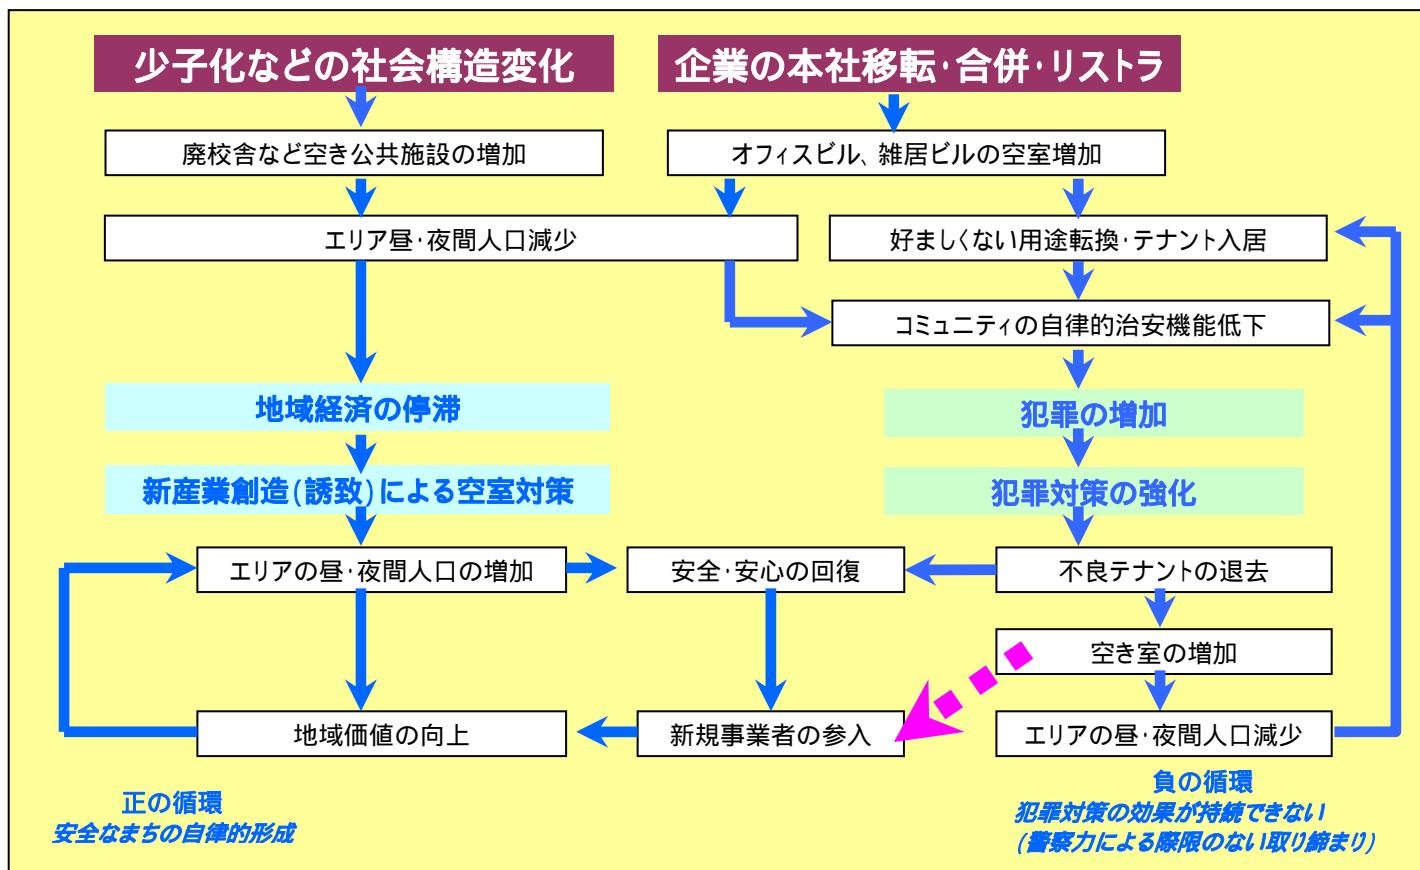 少子化などの社会構造変化
企業の本社移転・合併・リストラ
廃校舎など空き公共施設の増加
オフィスビル、雑居ビルの空室増加
エリア昼・夜間人口減少
好ましくない用途転換・テナント入居
コミュニティの自律的治安機能低下
地域経済の停滞
犯罪の増加
新産業創造(誘致)による空室対策
犯罪対策の強化
エリアの昼・夜間人口の増加
安全・安心の回復
不良テナントの退去
空き室の増加
地域価値の向上
新規事業者の参入
エリアの昼・夜間人口減少
正の循環
安全なまちの自律的形成
負の循環
犯罪対策の効果が持続できない
(警察力による際限のない取り締まり)